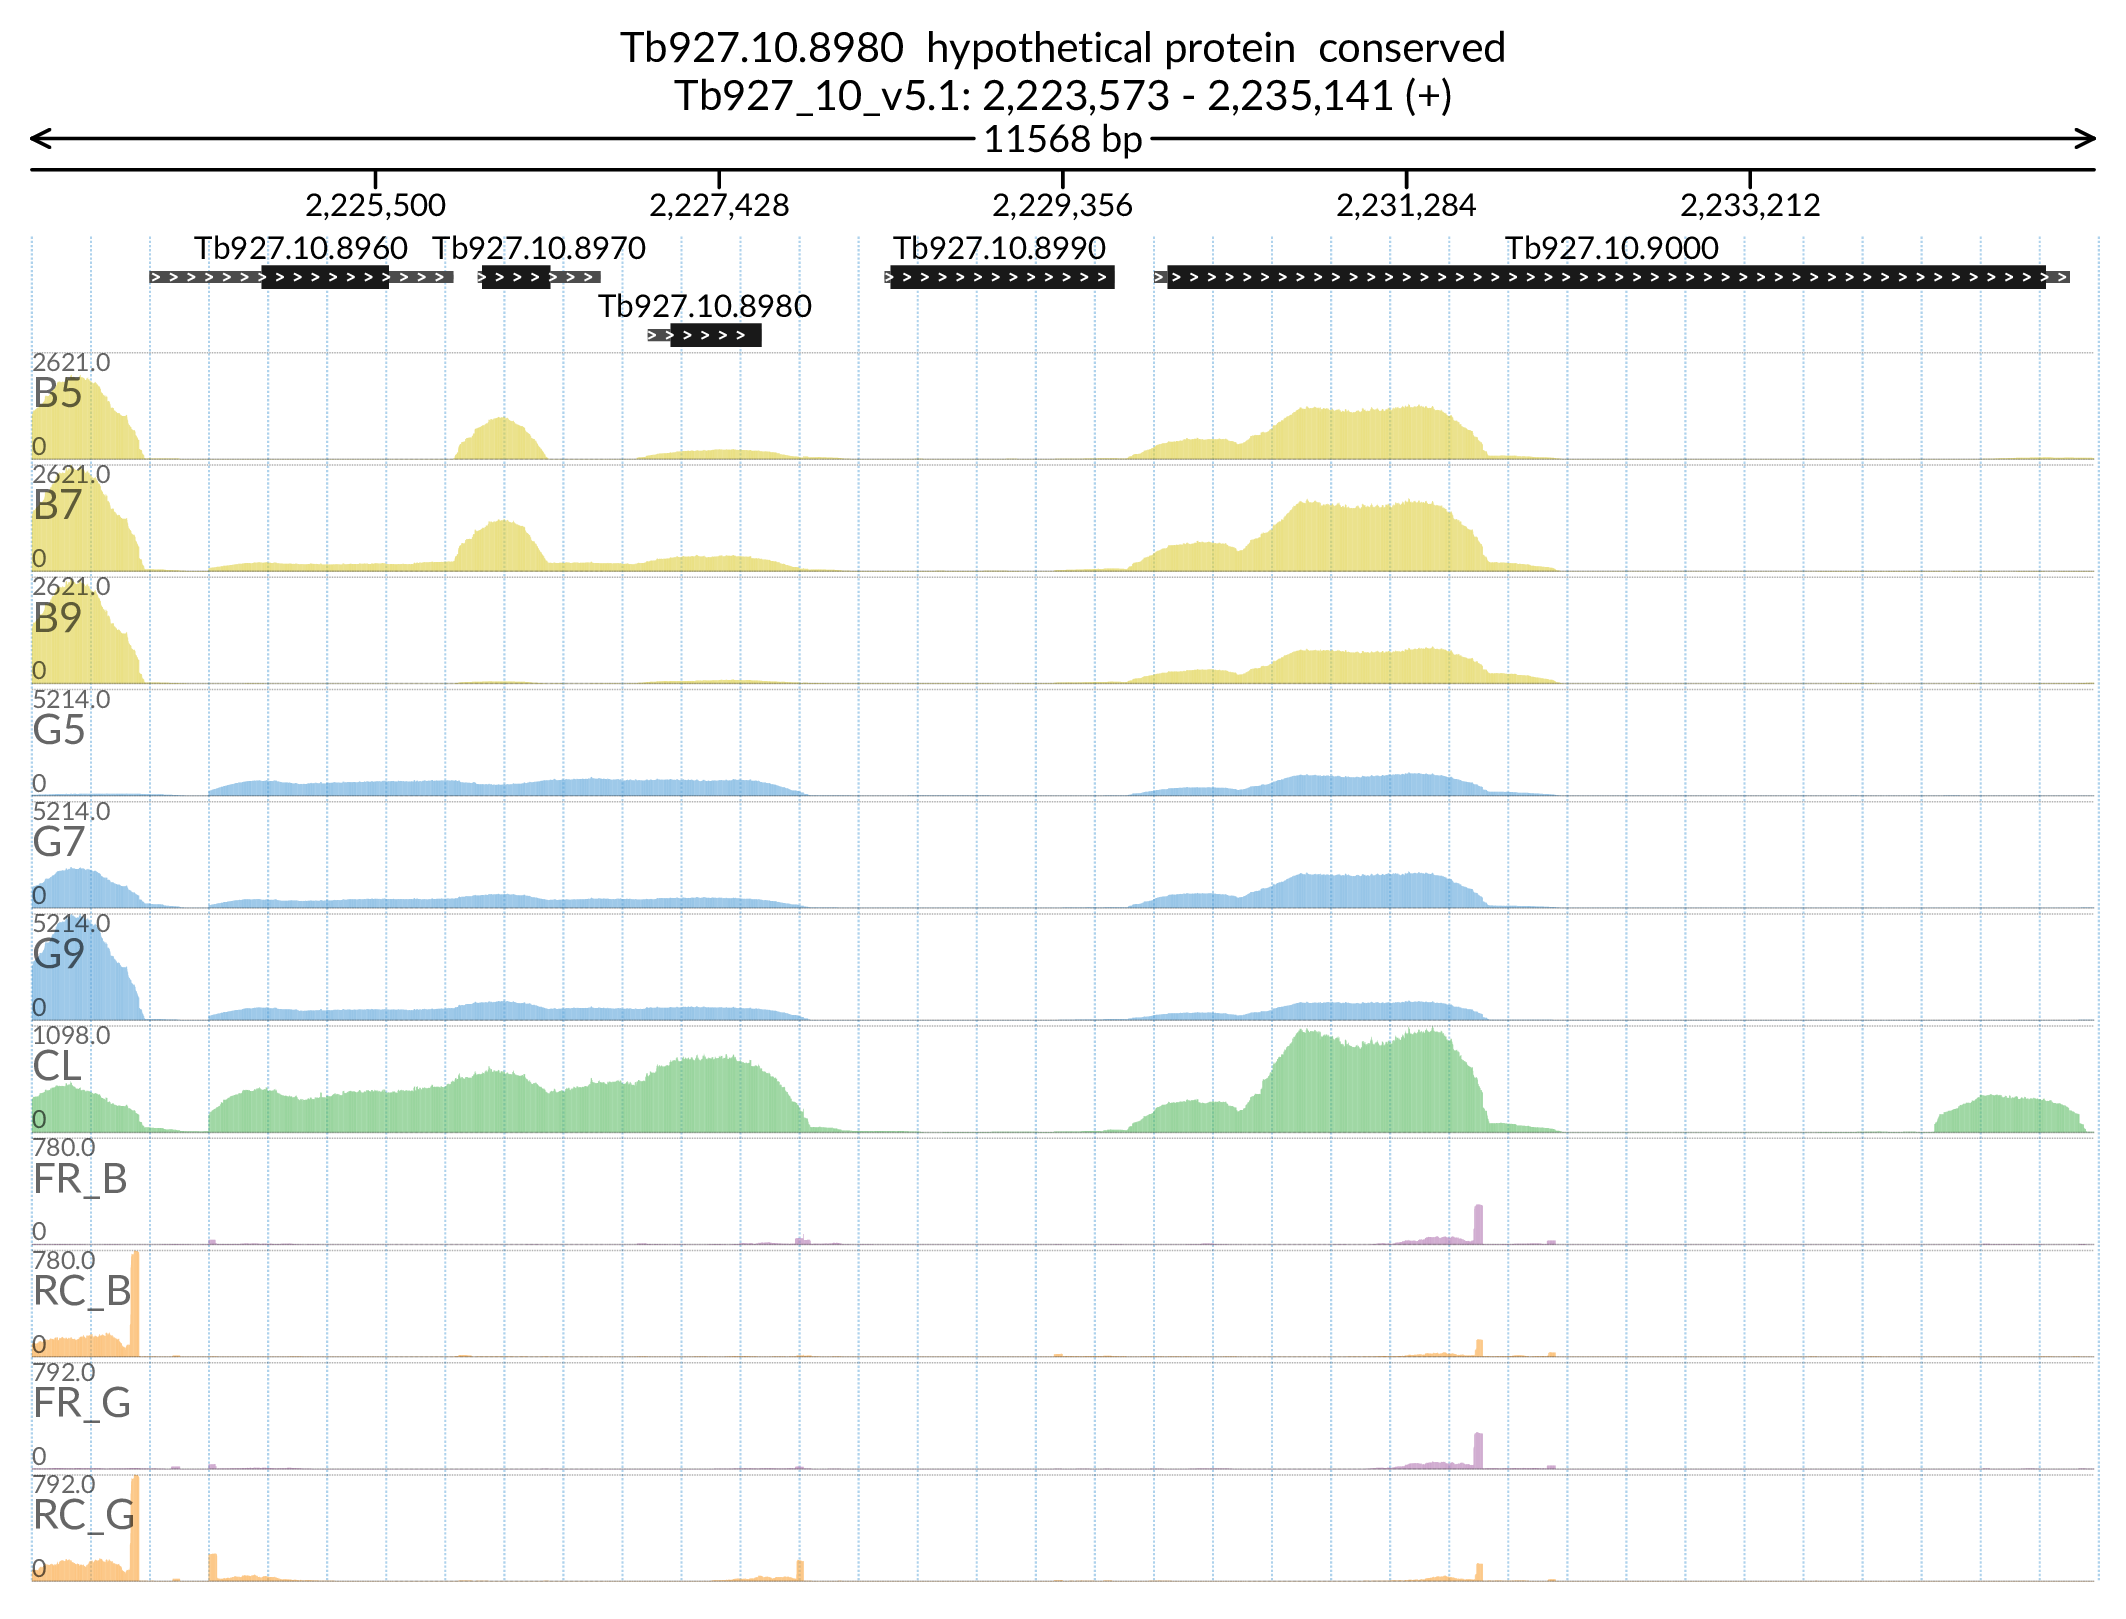 Tb927.10.8980  hypothetical protein  conserved
Tb927_10_v5.1: 2,223,573 - 2,235,141 (+)
11568 bp
2,225,500 2,227,428 2,229,356 2,231,284 2,233,212
Tb927.10.8960 Tb927.10.8970 Tb927.10.8990 Tb927.10.9000
Tb927.10.8980
2621.0
B5
0
2621.0
B7
0
2621.0
B9
0
5214.0
G5
0
5214.0
G7
0
5214.0
G9
0
1098.0
CL
0
780.0
FR_B
0
780.0
RC_B
0
792.0
FR_G
0
792.0
RC_G
0